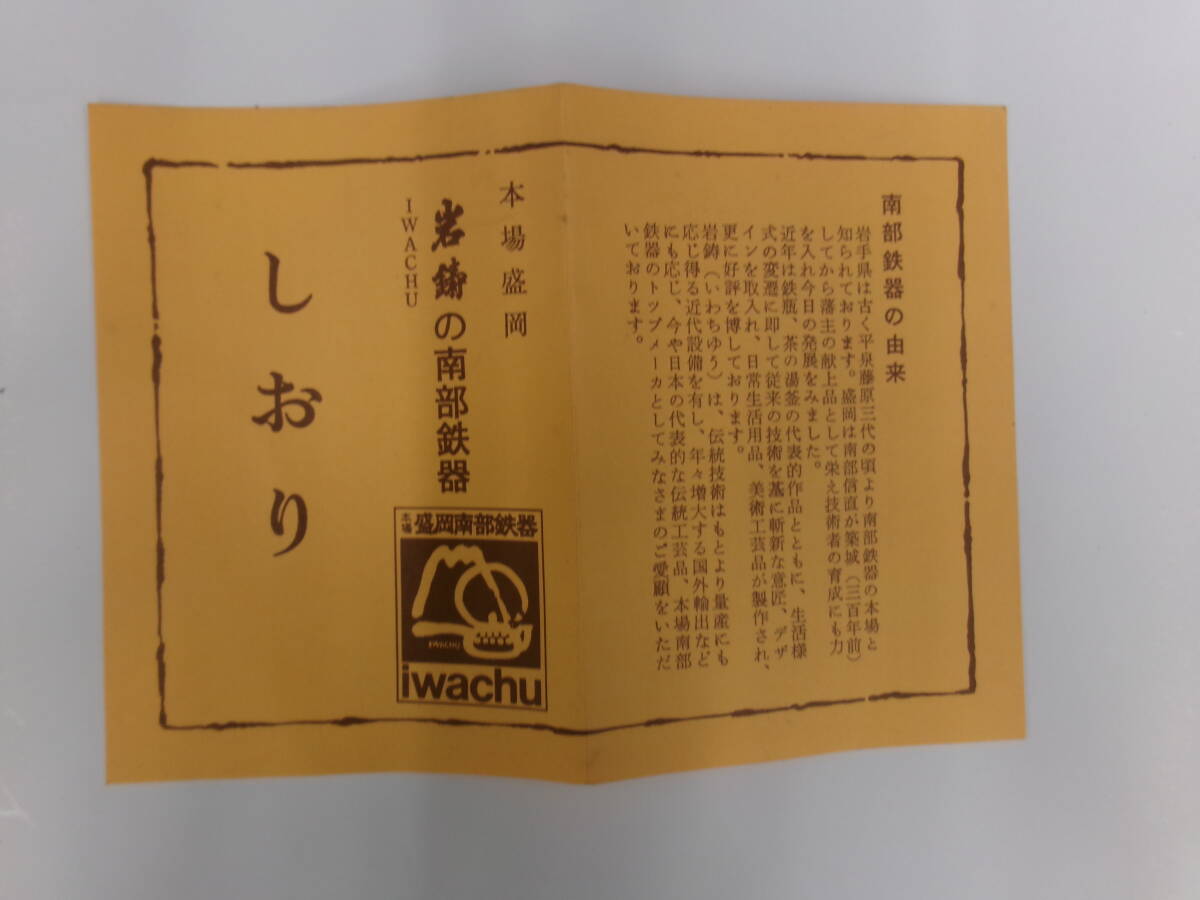 南部鉄器の由来
岩手県は古く平泉藤原三代の頃より南部鉄器の本場と
知られております。盛岡は南部信直が築城(三百年前)
してから藩主の献上品として栄え技術者の育成にも力
を入れ今日の発展をみました。
近年は鉄瓶、茶の湯釜の代表的作品とともに、生活様
式の変遷に即して従来の技術を基に斬新な意匠、デザ
インを取入れ、日常生活用品、美術工芸品が製作され、
更に好評を博しております。
岩鋳(いわちゆう)は、伝統技術はもとより量産にも
応じ得る近代設備を有し、年々増大する国外輸出など
にも応じ、今や日本の代表的な伝統工芸品、本場南部
鉄器のトップメーカとしてみなさまのご愛顧をいただ
いております。
本場盛岡
岩鋳の南部鉄器
IWACHU
しおり
本場 盛岡南部鉄器
IWACHU
iwachu